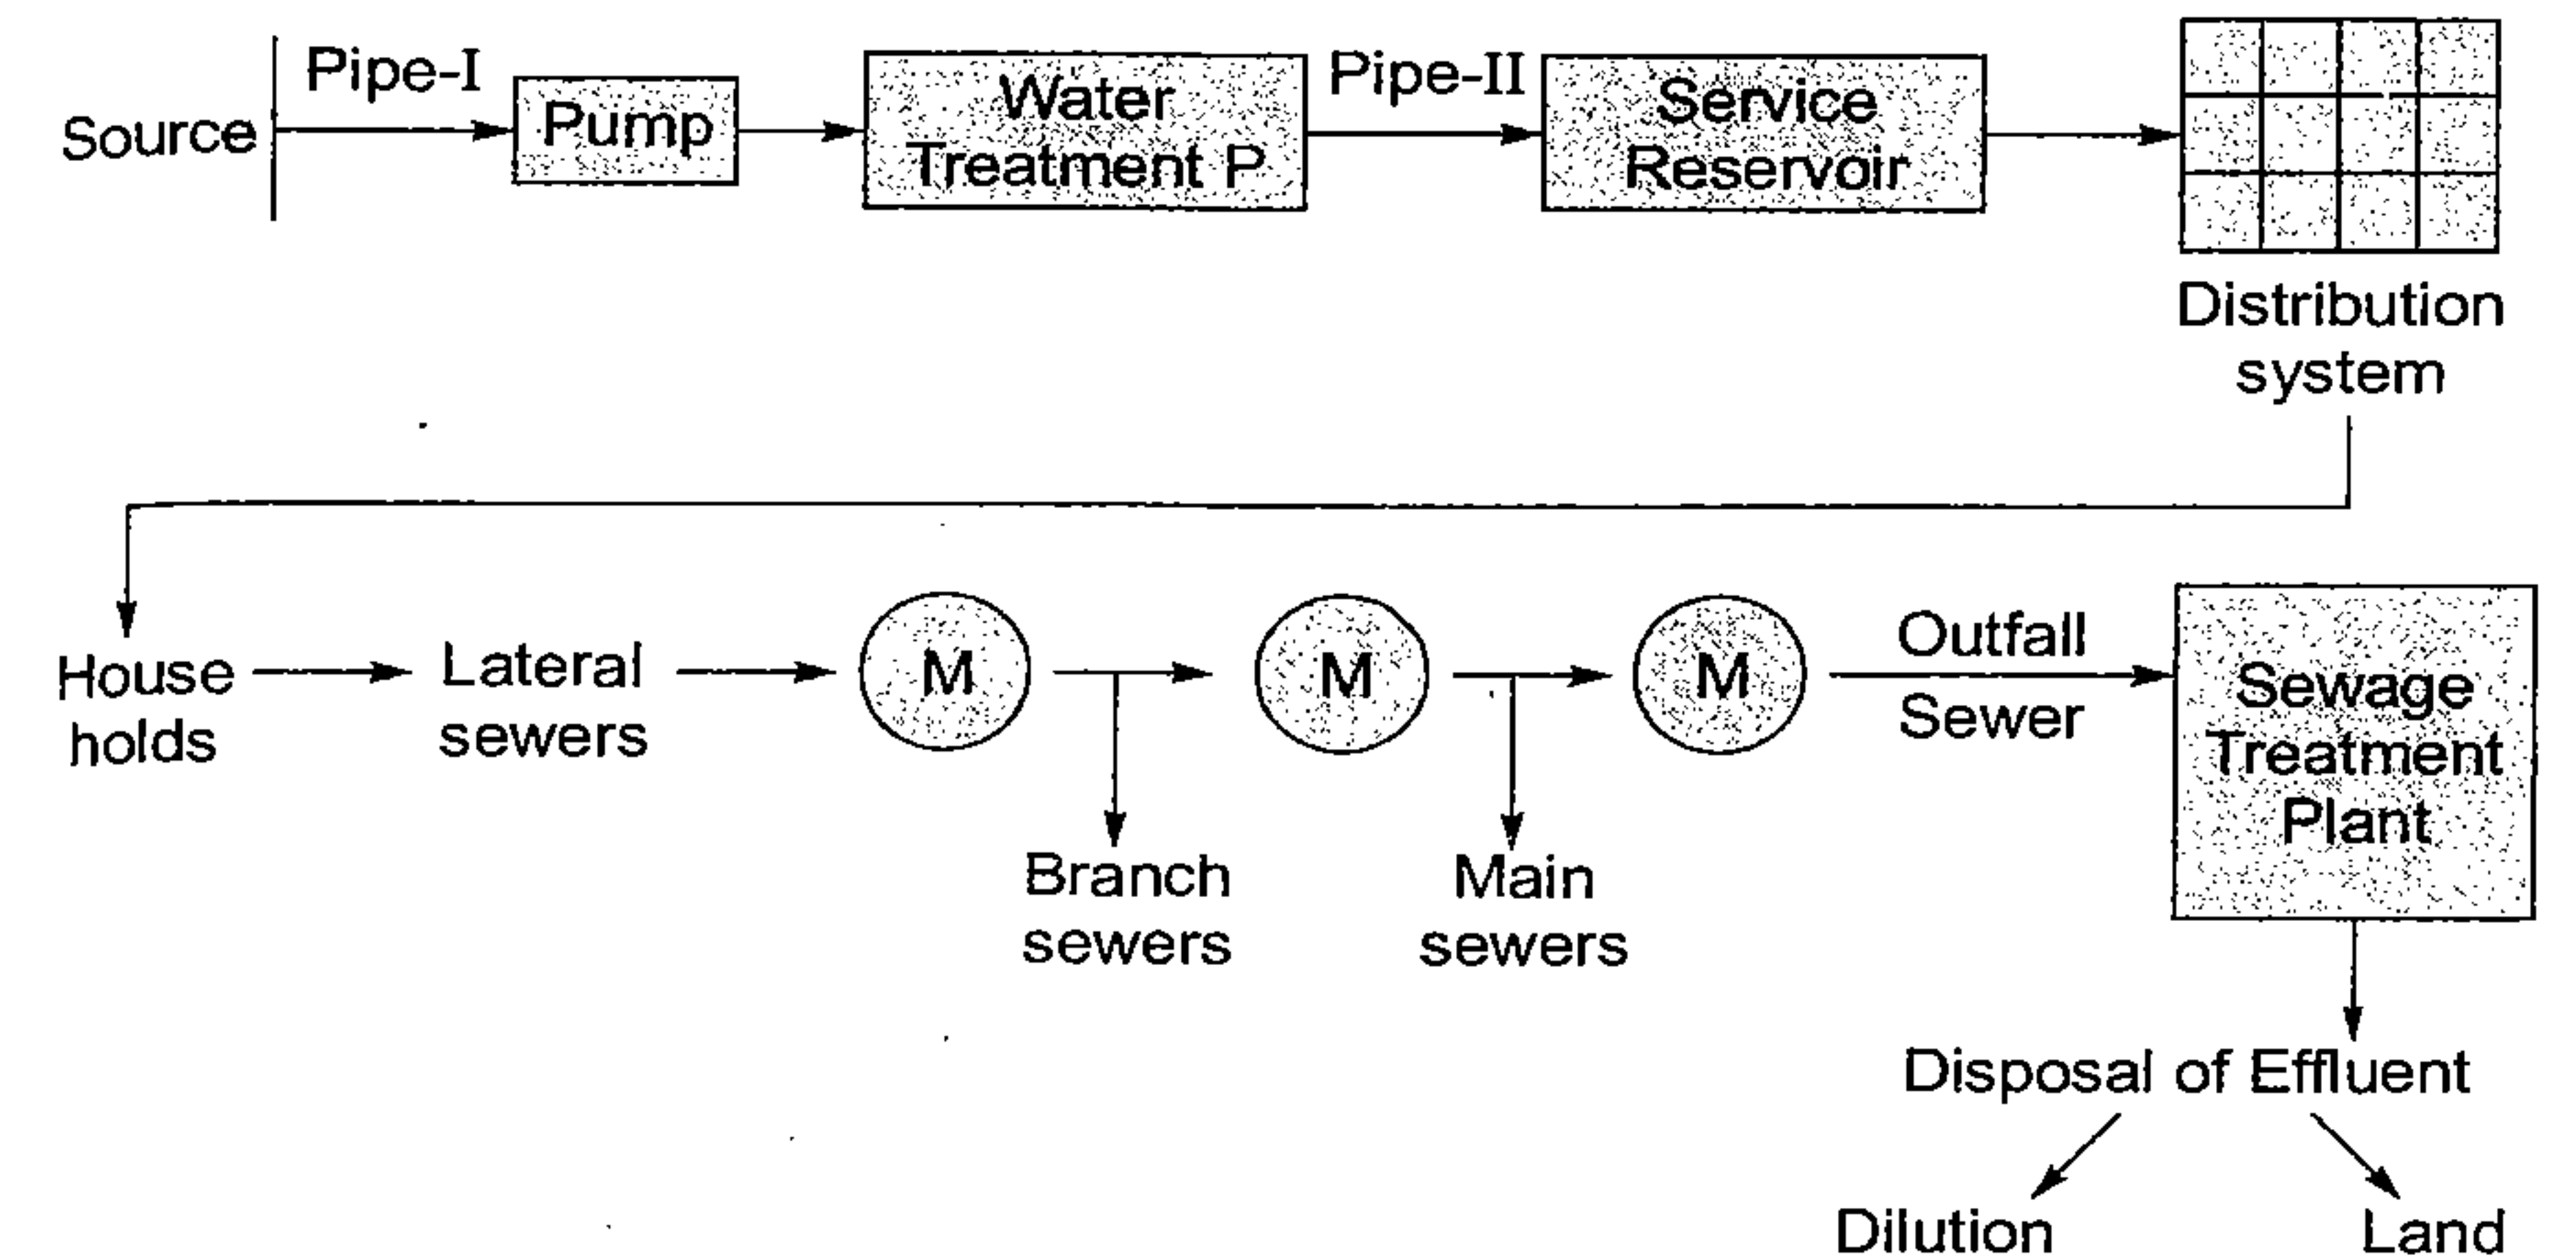 Source
Pipe-I
Pump
Water
Treatment P
Pipe-II
Service
Reservoir
Distribution
system
House
holds
Lateral
sewers
M
Branch
sewers
M
Main
sewers
M
Outfall
Sewer
Sewage
Treatment
Plant
Disposal of Effluent
Dilution
Land